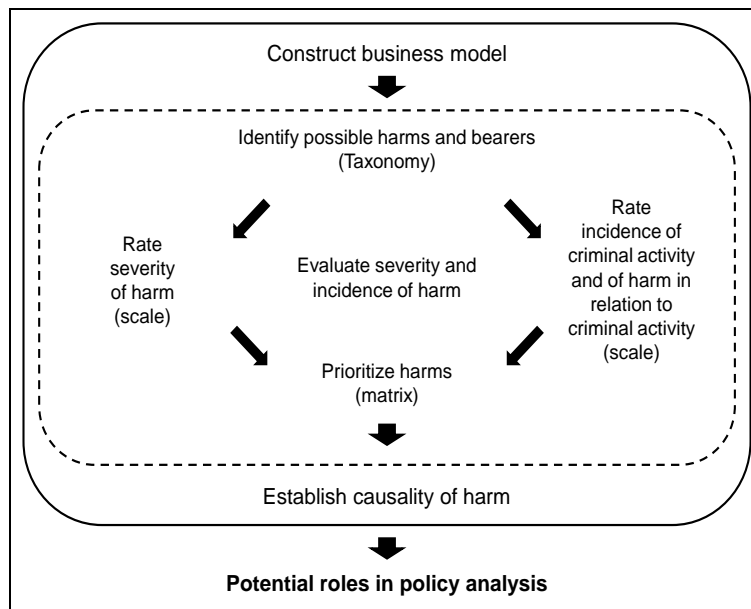 Construct business model
Identify possible harms and bearers
(Taxonomy)
Rate
severity
of harm
(scale)
Evaluate severity and
incidence of harm
Rate
incidence of
criminal activity
and of harm in
relation to
criminal activity
(scale)
Prioritize harms
(matrix)
Establish causality of harm
Potential roles in policy analysis